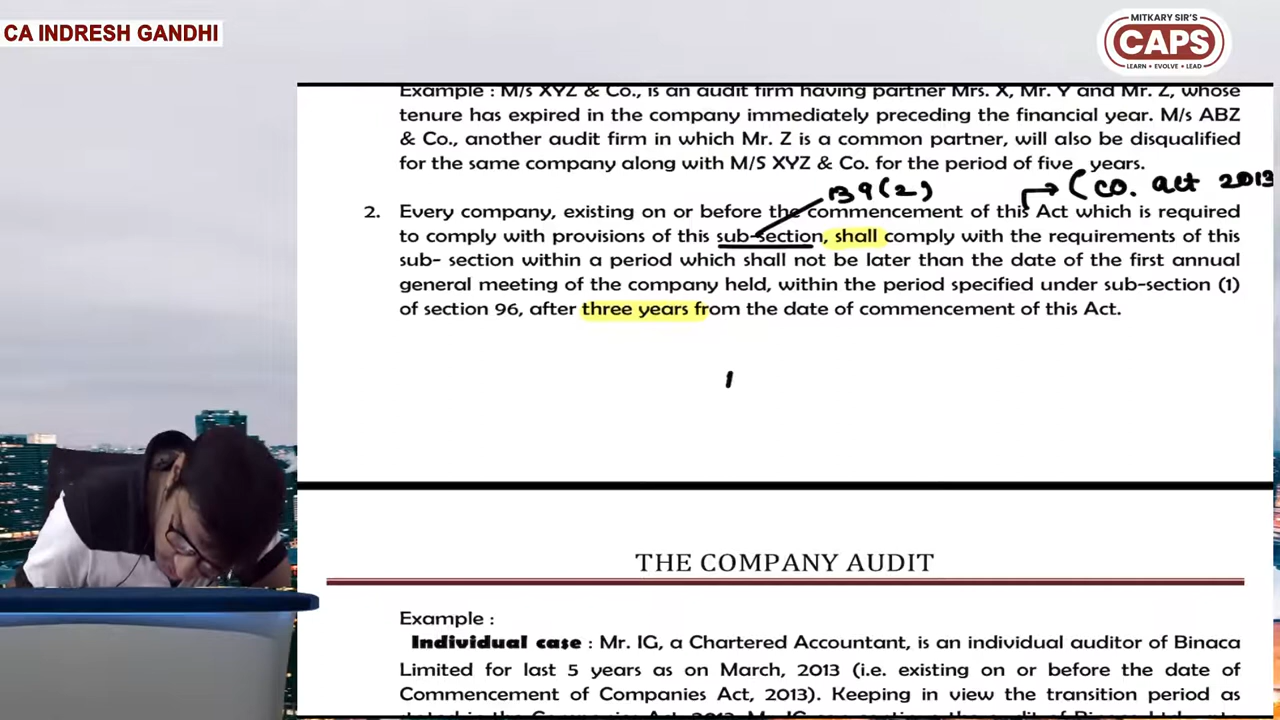 CA INDRESH GANDHI
MITKARY SIR'S
CAPS
LEARN • EVOLVE • LEAD
Example : M/s XYZ & Co., is an audit firm having partner Mrs. X, Mr. Y and Mr. Z, whose
tenure has expired in the company immediately preceding the financial year. M/s ABZ
& Co., another audit firm in which Mr. Z is a common partner, will also be disqualified
for the same company along with M/S XYZ & Co. for the period of five years.
139(2)
(co. act 2013
2. Every company, existing on or before the commencement of this Act which is required
to comply with provisions of this sub-section, shall comply with the requirements of this
sub- section within a period which shall not be later than the date of the first annual
general meeting of the company held, within the period specified under sub-section (1)
of section 96, after three years from the date of commencement of this Act.
THE COMPANY AUDIT
Example :
Individual case : Mr. IG, a Chartered Accountant, is an individual auditor of Binaca
Limited for last 5 years as on March, 2013 (i.e. existing on or before the date of
Commencement of Companies Act, 2013). Keeping in view the transition period as